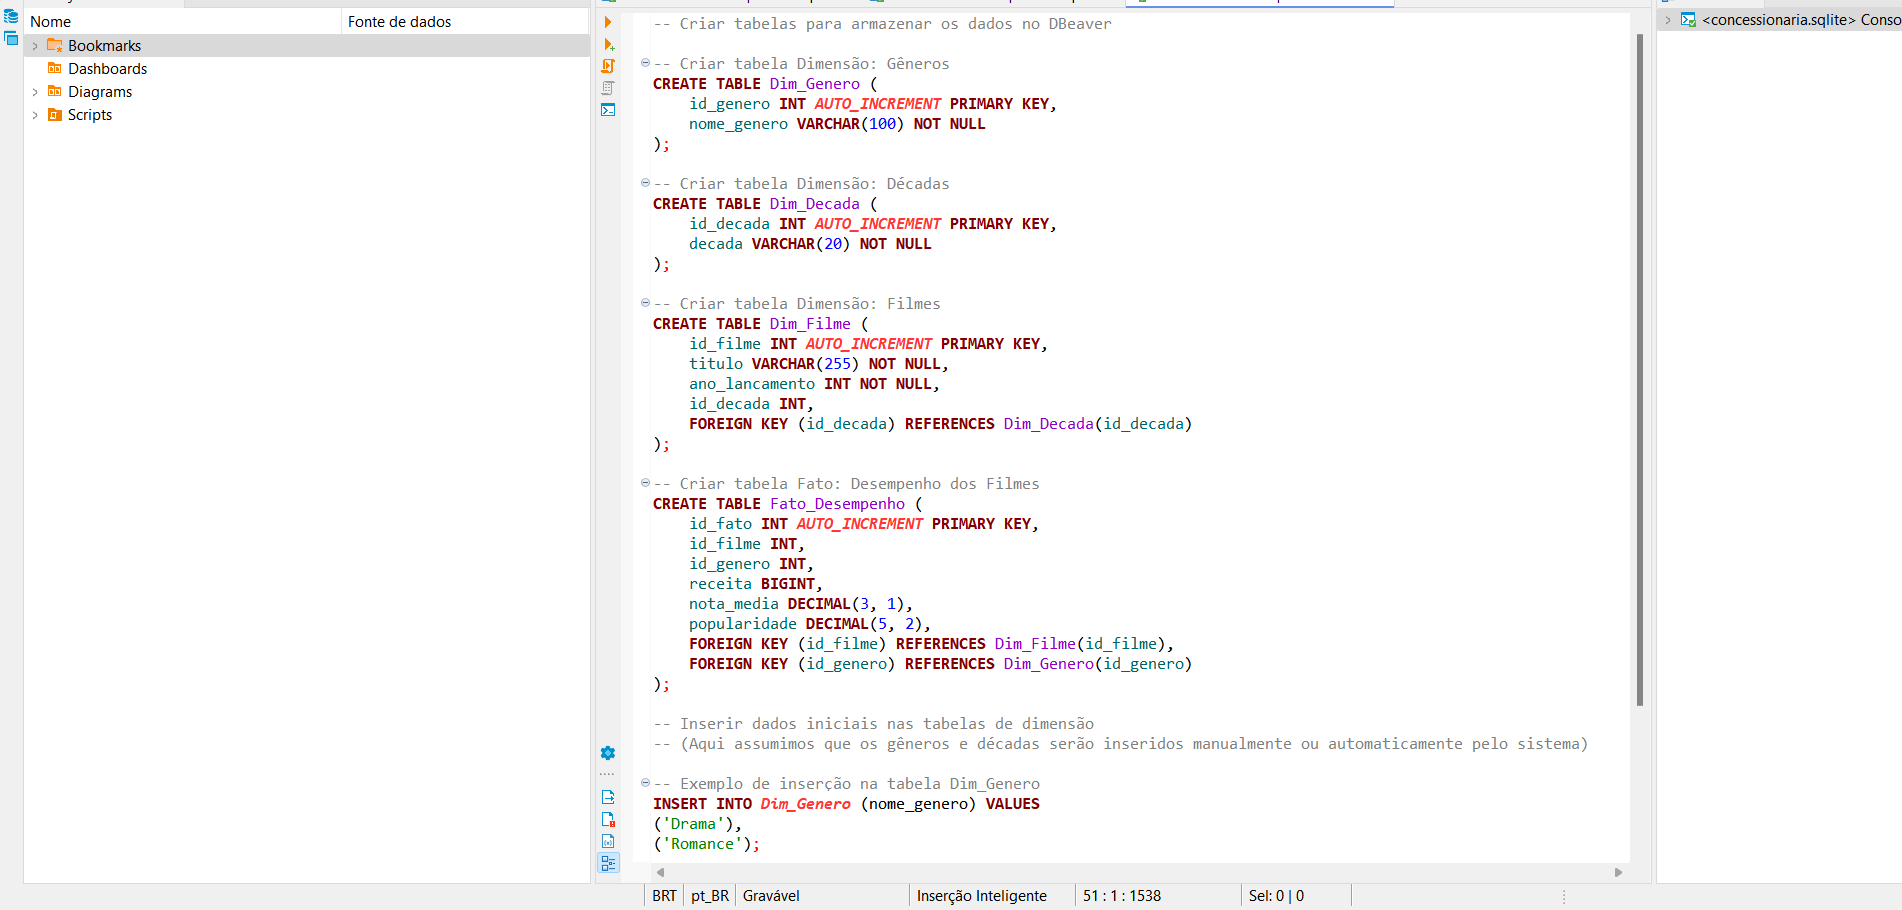 Nome
Fonte de dados
Bookmarks
Dashboards
Diagrams
Scripts
-- Criar tabelas para armazenar os dados no DBeaver
-- Criar tabela Dimensão: Gêneros
CREATE TABLE Dim_Genero (
id_genero INT AUTO_INCREMENT PRIMARY KEY,
nome_genero VARCHAR(100) NOT NULL
);
-- Criar tabela Dimensão: Décadas
CREATE TABLE Dim_Decada (
id_decada INT AUTO_INCREMENT PRIMARY KEY,
decada VARCHAR(20) NOT NULL
);
-- Criar tabela Dimensão: Filmes
CREATE TABLE Dim_Filme (
id_filme INT AUTO_INCREMENT PRIMARY KEY,
titulo VARCHAR(255) NOT NULL,
ano_lancamento INT NOT NULL,
id_decada INT,
FOREIGN KEY (id_decada) REFERENCES Dim_Decada(id_decada)
);
-- Criar tabela Fato: Desempenho dos Filmes
CREATE TABLE Fato_Desempenho (
id_fato INT AUTO_INCREMENT PRIMARY KEY,
id_filme INT,
id_genero INT,
receita BIGINT,
nota_media DECIMAL(3, 1),
popularidade DECIMAL(5, 2),
FOREIGN KEY (id_filme) REFERENCES Dim_Filme(id_filme),
FOREIGN KEY (id_genero) REFERENCES Dim_Genero(id_genero)
);
-- Inserir dados iniciais nas tabelas de dimensão
-- (Aqui assumimos que os gêneros e décadas serão inseridos manualmente ou automaticamente pelo sistema)
-- Exemplo de inserção na tabela Dim_Genero
INSERT INTO Dim_Genero (nome_genero) VALUES
('Drama'),
('Romance');
<concessionaria.sqlite> Conso
BRT
pt_BR
Gravável
Inserção Inteligente
51 : 1 : 1538
Sel: 0 | 0